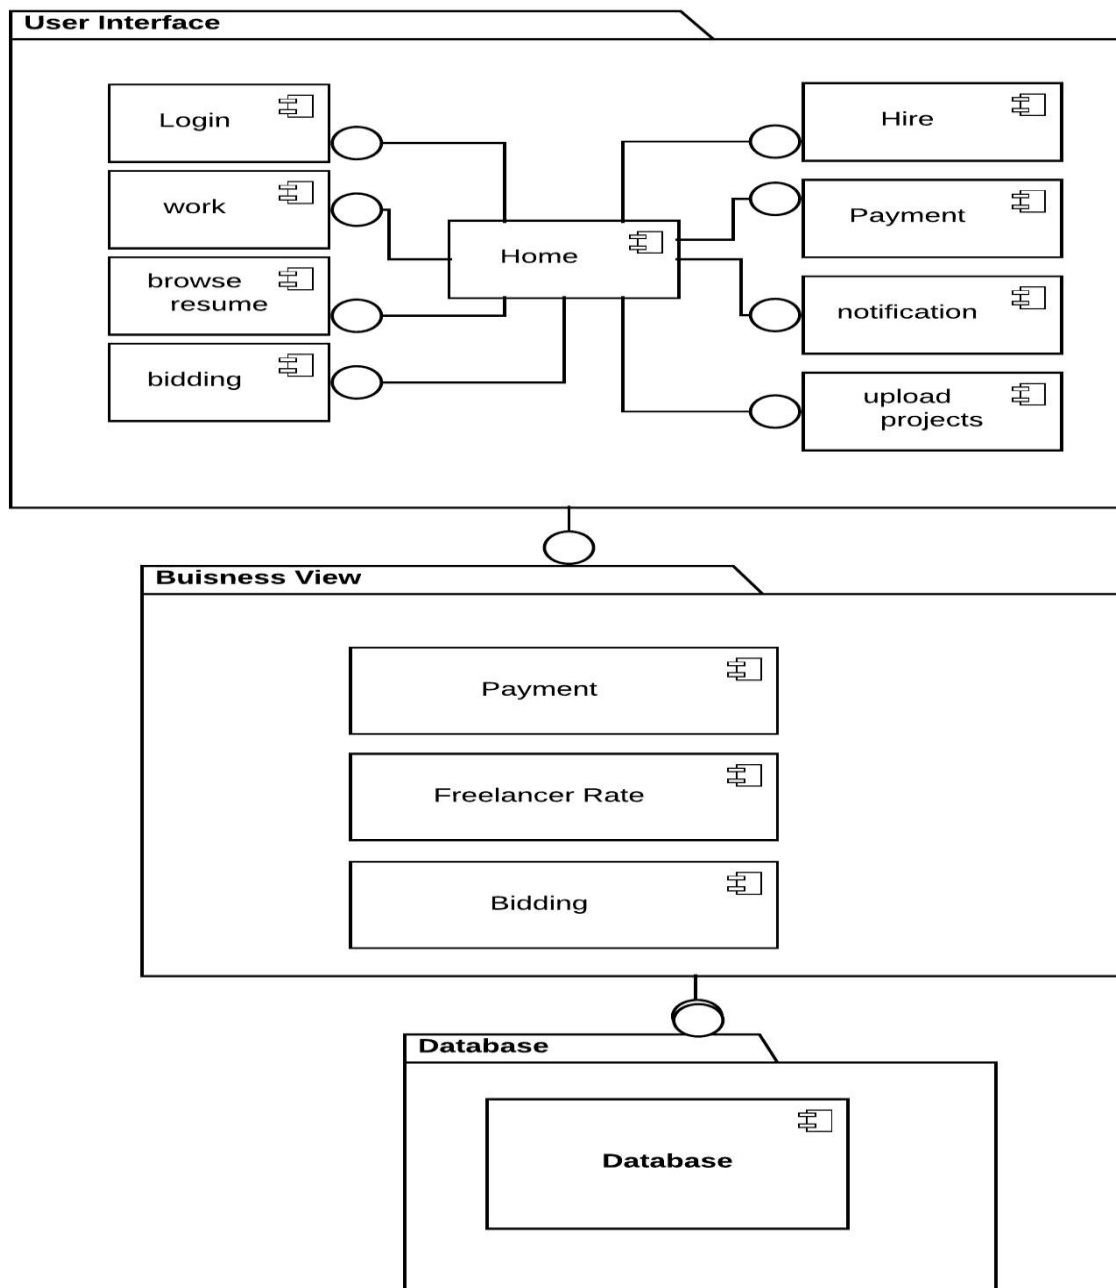 User Interface
Login
Hire
work
Payment
Home
browse
resume
notification
bidding
upload
projects
Buisness View
Payment
Freelancer Rate
Bidding
Database
Database